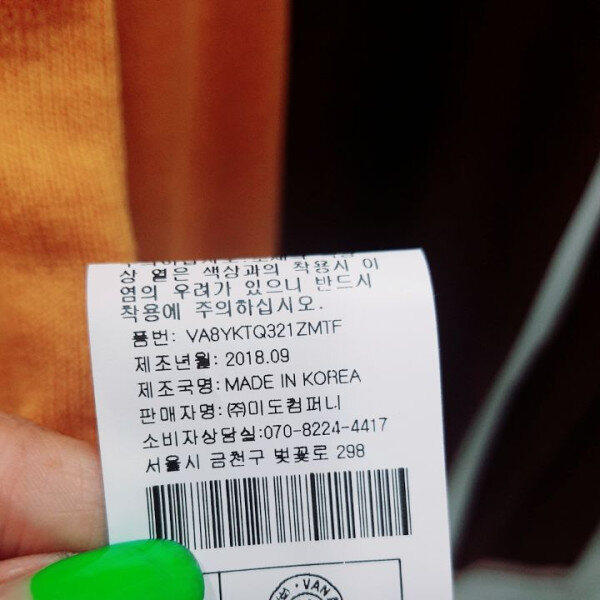 상 옅은 색상과의 착용시 이
염의 우려가 있으니 반드시
착용에 주의하십시오.
품번: VA8YKTQ321ZMTF
제조년월: 2018.09
제조국명: MADE IN KOREA
판매자명: ㈜미도컴퍼니
소비자상담실:070-8224-4417
서울시 금천구 벚꽃로 298
VAN